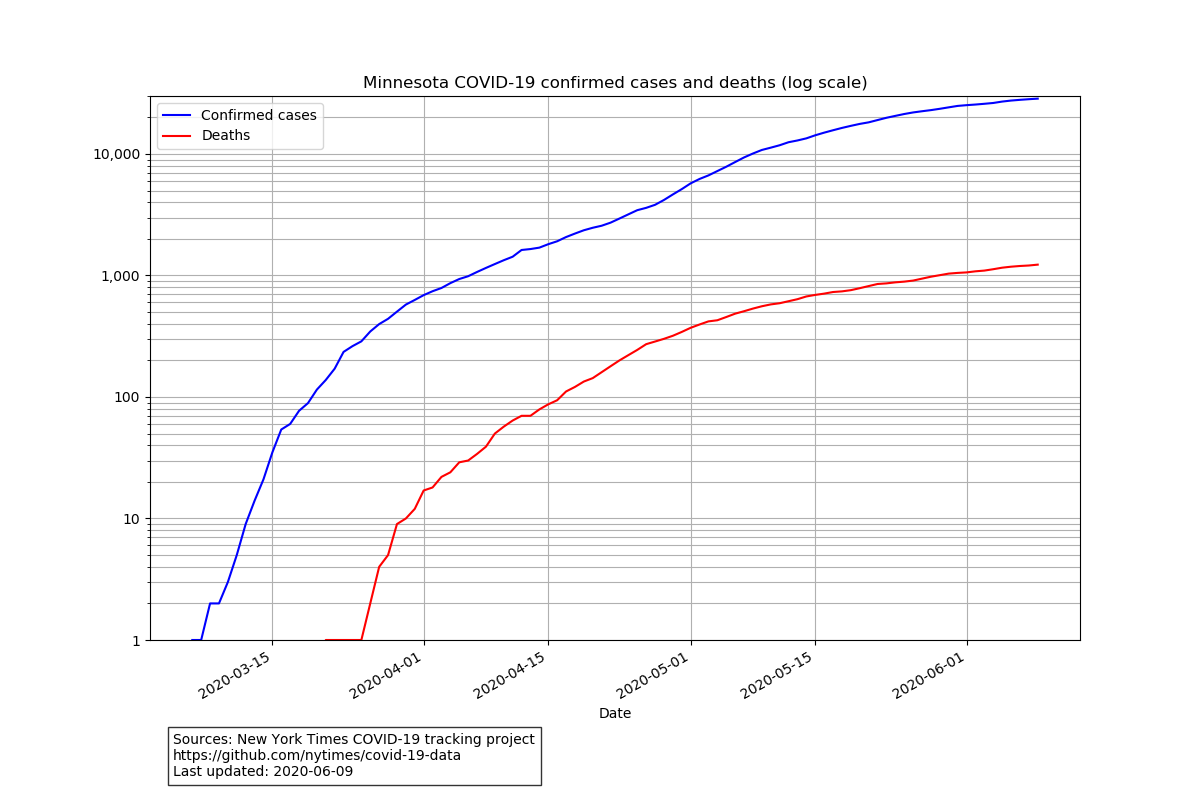 Minnesota COVID-19 confirmed cases and deaths (log scale)
Confirmed cases
Deaths
10,000
1,000
100
10
1
2020-03-15
2020-04-01
2020-04-15
2020-05-01
2020-05-15
2020-06-01
Date
Sources: New York Times COVID-19 tracking project
https://github.com/nytimes/covid-19-data
Last updated: 2020-06-09